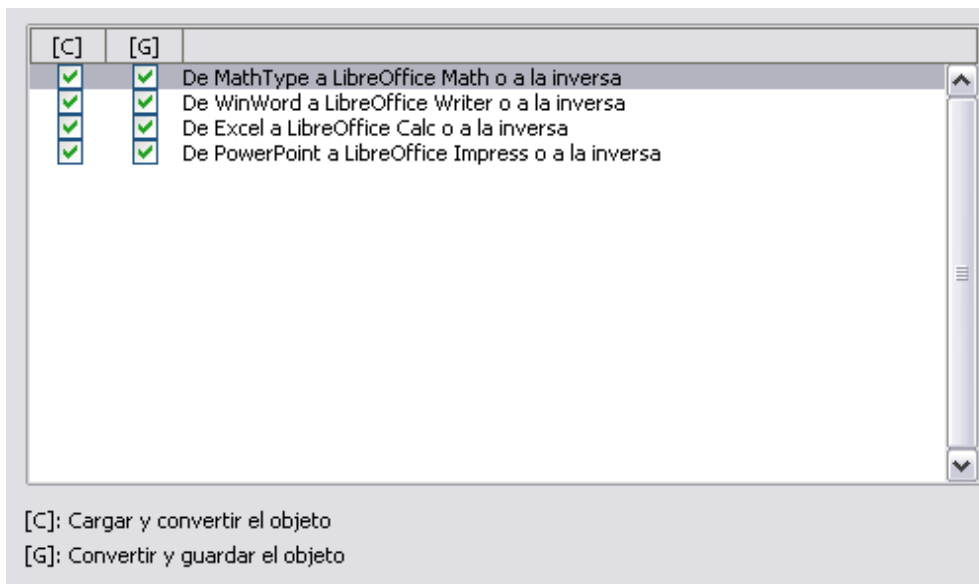 [C] [G]
De MathType a LibreOffice Math o a la inversa
De WinWord a LibreOffice Writer o a la inversa
De Excel a LibreOffice Calc o a la inversa
De PowerPoint a LibreOffice Impress o a la inversa
[C]: Cargar y convertir el objeto
[G]: Convertir y guardar el objeto